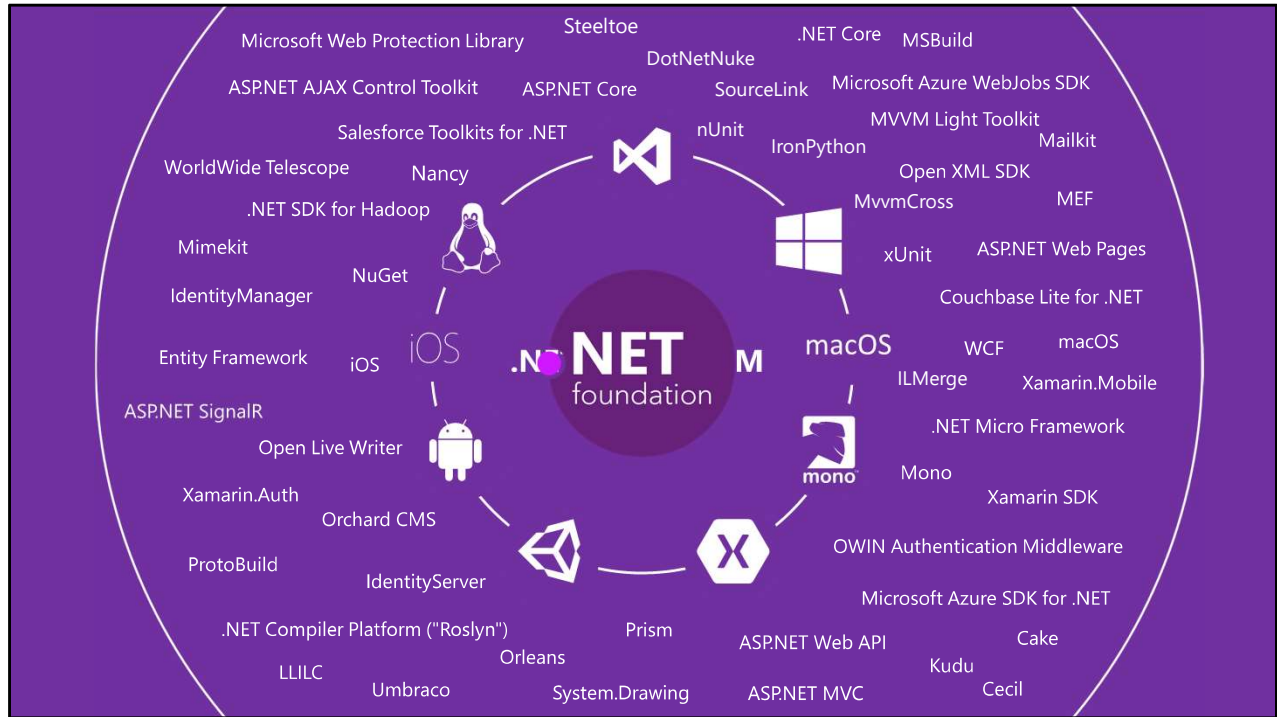 Steeltoe
.NET Core
MSBuild
Microsoft Web Protection Library
DotNetNuke
ASP.NET AJAX Control Toolkit
ASP.NET Core
SourceLink
Microsoft Azure WebJobs SDK
MVVM Light Toolkit
Salesforce Toolkits for .NET
nUnit
IronPython
Mailkit
WorldWide Telescope
Nancy
Open XML SDK
MvvmCross
MEF
.NET SDK for Hadoop
Mimekit
xUnit
ASP.NET Web Pages
NuGet
IdentityManager
Couchbase Lite for .NET
Entity Framework
iOS
iOS
.NET
foundation
M
macOS
WCF
macOS
ILMerge
Xamarin.Mobile
ASP.NET SignalR
.NET Micro Framework
Open Live Writer
mono
Mono
Xamarin.Auth
Xamarin SDK
Orchard CMS
OWIN Authentication Middleware
ProtoBuild
IdentityServer
Microsoft Azure SDK for .NET
.NET Compiler Platform ("Roslyn")
Prism
ASP.NET Web API
Cake
Orleans
Kudu
LLILC
Umbraco
System.Drawing
ASP.NET MVC
Cecil